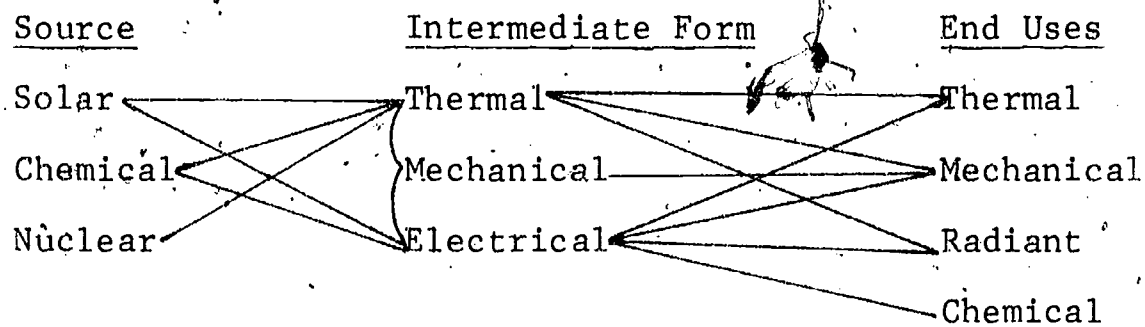 Source Intermediate Form End Uses
Solar Thermal Thermal
Chemical Mechanical Mechanical
Nuclear Electrical Radiant
Chemical